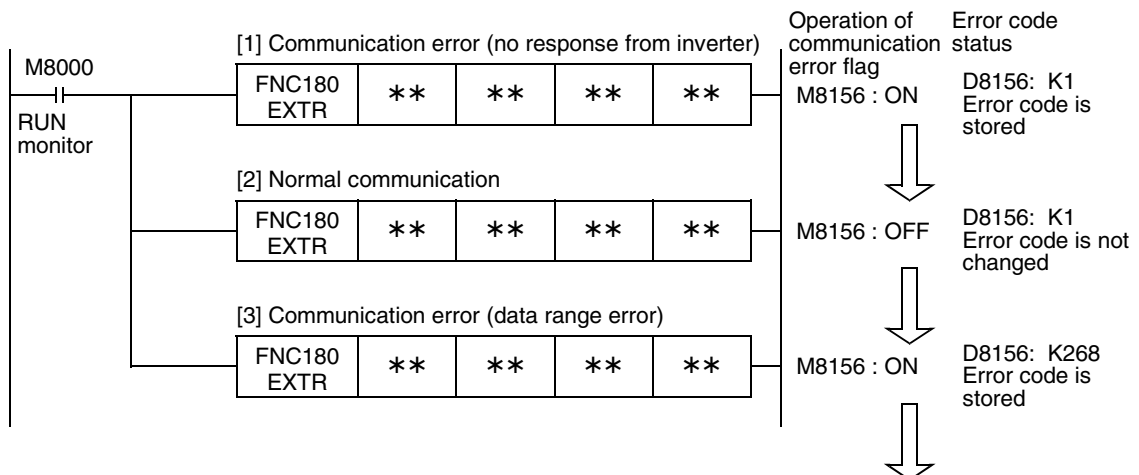 Operation of communication error flag
Error code status
[1] Communication error (no response from inverter)
M8000
RUN
monitor
FNC180
EXTR
** ** ** **
M8156 : ON
D8156: K1
Error code is
stored
[2] Normal communication
FNC180
EXTR
** ** ** **
M8156 : OFF
D8156: K1
Error code is not
changed
[3] Communication error (data range error)
FNC180
EXTR
** ** ** **
M8156 : ON
D8156: K268
Error code is
stored